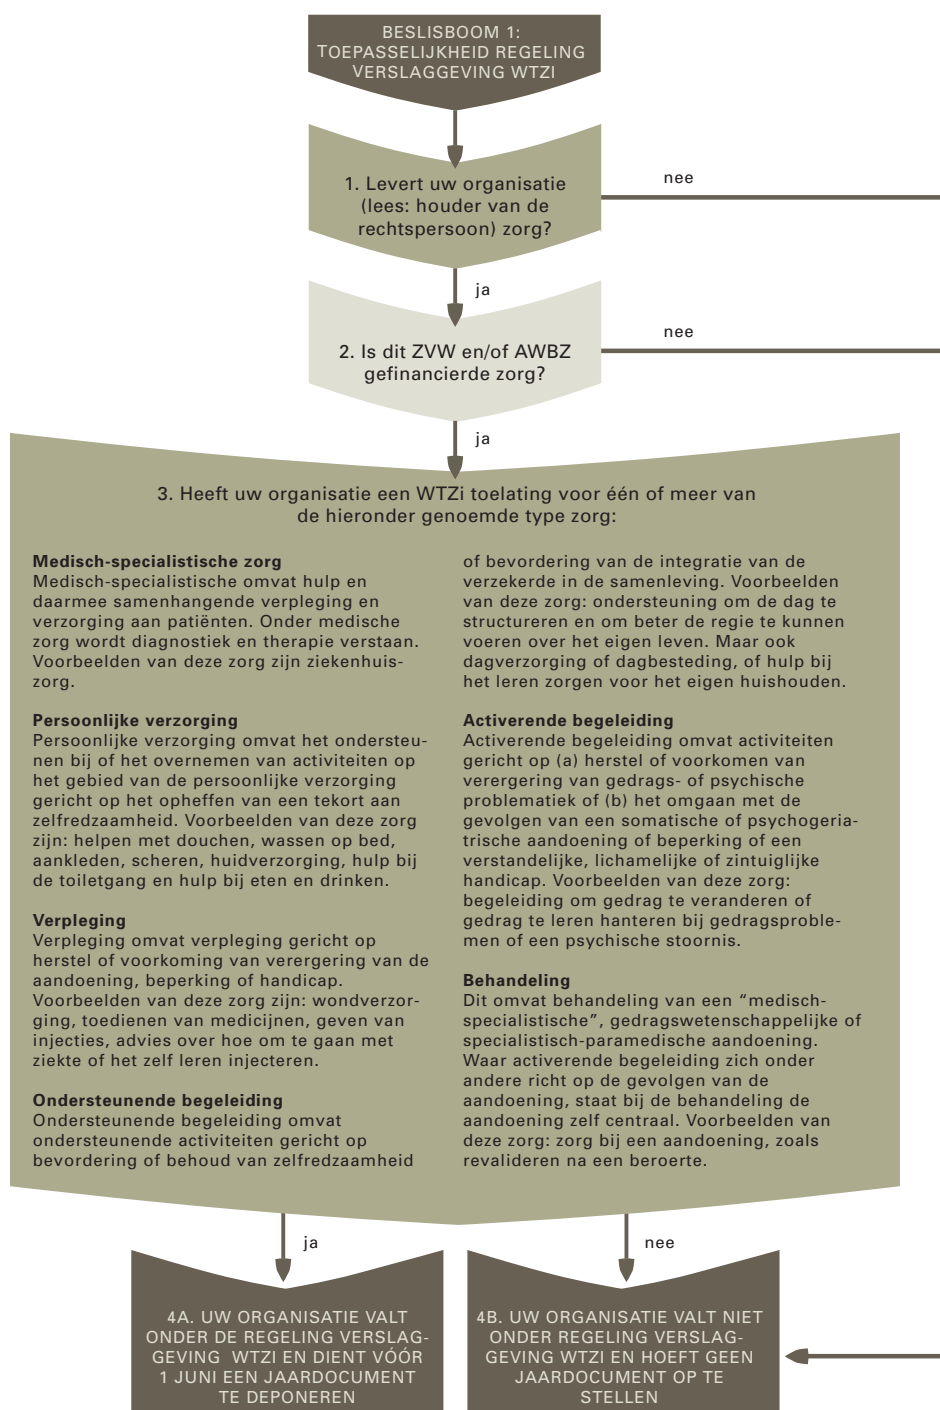 BESLISBOOM 1:
TOEPASSELIJKHEID REGELING
VERSLAGGEVING WTZI
1. Levert uw organisatie
(lees: houder van de
rechtspersoon) zorg?
nee
ja
2. Is dit ZVW en/of AWBZ
gefinancierde zorg?
nee
ja
3. Heeft uw organisatie een WTZi toelating voor één of meer van
de hieronder genoemde type zorg:
Medisch-specialistische zorg
Medisch-specialistische omvat hulp en
daarmee samenhangende verpleging en
verzorging aan patiënten. Onder medische
zorg wordt diagnostiek en therapie verstaan.
Voorbeelden van deze zorg zijn ziekenhuis-
zorg.
Persoonlijke verzorging
Persoonlijke verzorging omvat het ondersteu-
nen bij of het overnemen van activiteiten op
het gebied van de persoonlijke verzorging
gericht op het opheffen van een tekort aan
zelfredzaamheid. Voorbeelden van deze zorg
zijn: helpen met douchen, wassen op bed,
aankleden, scheren, huidverzorging, hulp bij
de toiletgang en hulp bij eten en drinken.
Verpleging
Verpleging omvat verpleging gericht op
herstel of voorkoming van verergering van de
aandoening, beperking of handicap.
Voorbeelden van deze zorg zijn: wondverzor-
ging, toedienen van medicijnen, geven van
injecties, advies over hoe om te gaan met
ziekte of het zelf leren injecteren.
Ondersteunende begeleiding
Ondersteunende begeleiding omvat
ondersteunende activiteiten gericht op
bevordering of behoud van zelfredzaamheid
of bevordering van de integratie van de
verzekerde in de samenleving. Voorbeelden
van deze zorg: ondersteuning om de dag te
structureren en om beter de regie te kunnen
voeren over het eigen leven. Maar ook
dagverzorging of dagbesteding, of hulp bij
het leren zorgen voor het eigen huishouden.
Activerende begeleiding
Activerende begeleiding omvat activiteiten
gericht op (a) herstel of voorkomen van
verergering van gedrags- of psychische
problematiek of (b) het omgaan met de
gevolgen van een somatische of psychogeria-
trische aandoening of beperking of een
verstandelijke, lichamelijke of zintuiglijke
handicap. Voorbeelden van deze zorg:
begeleiding om gedrag te veranderen of
gedrag te leren hanteren bij gedragsproble-
men of een psychische stoornis.
Behandeling
Dit omvat behandeling van een “medisch-
specialistische”, gedragswetenschappelijke of
specialistisch-paramedische aandoening.
Waar activerende begeleiding zich onder
andere richt op de gevolgen van de
aandoening, staat bij de behandeling de
aandoening zelf centraal. Voorbeelden van
deze zorg: zorg bij een aandoening, zoals
revalideren na een beroerte.
ja
nee
4A. UW ORGANISATIE VALT
ONDER DE REGELING VERSLAG-
GEVING WTZI EN DIENT VÓÓR
1 JUNI EEN JAARDOCUMENT
TE DEPONEREN
4B. UW ORGANISATIE VALT NIET
ONDER REGELING VERSLAG-
GEVING WTZI EN HOEFT GEEN
JAARDOCUMENT OP TE
STELLEN